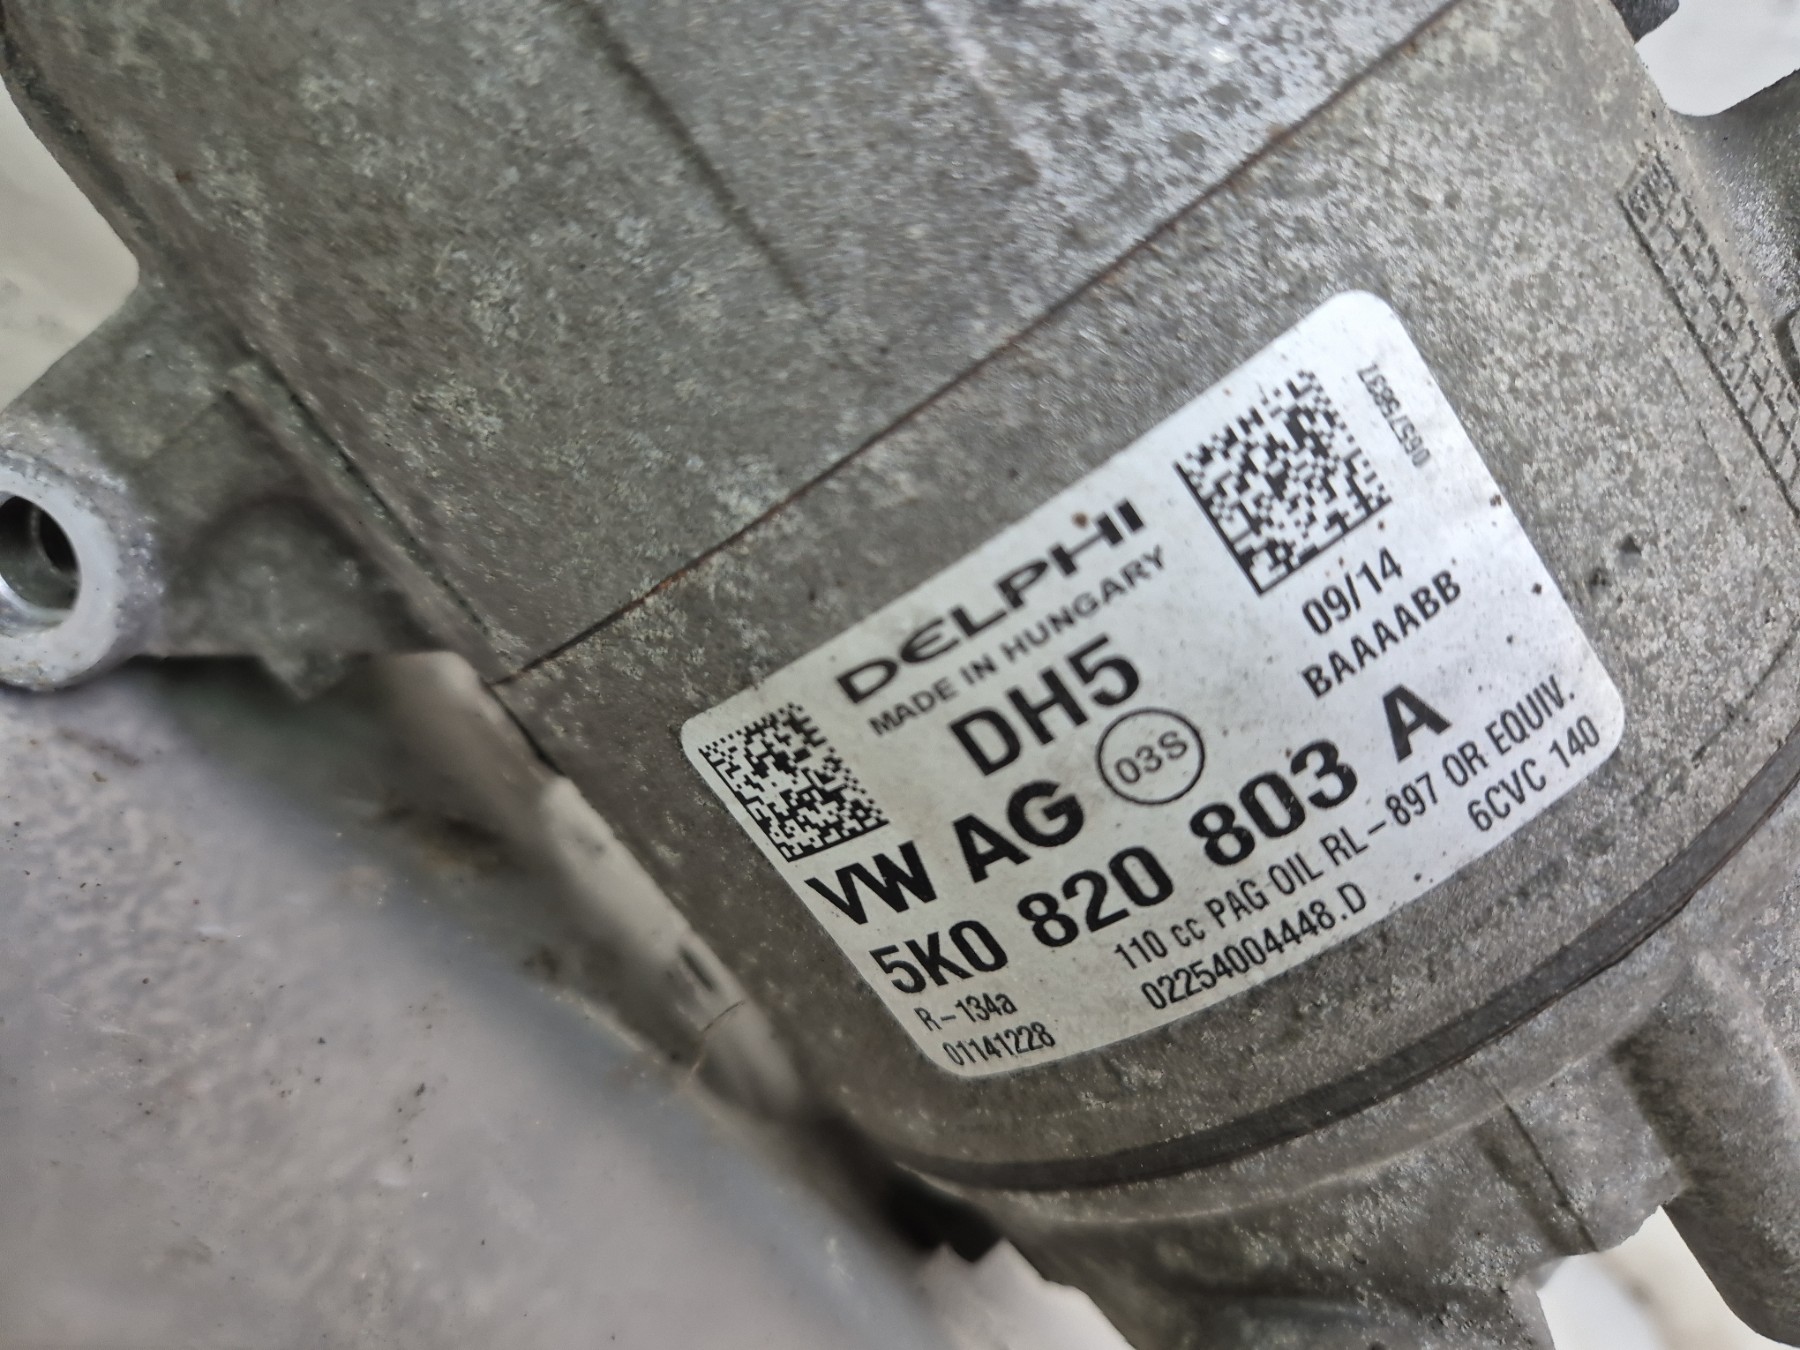 DELPHI
MADE IN HUNGARY
DH5
03S
VW AG
5K0 820 803 A
R-134a
01141228
110 cc PAG OIL RL-897 OR EQUIV.
02254004448.D
6CVC 140
09/14
BAAAABB